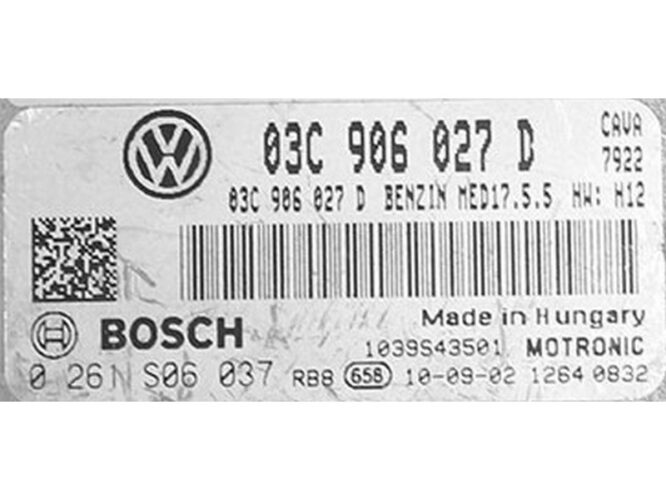 03C 906 027 D CAVA
7922
03C 906 027 D BENZIN MED17.5.5 HW: H12
BOSCH
Made in Hungary
1039S43501 MOTRONIC
0 261 S06 037 RB8 658 10-09-02 1264 0832